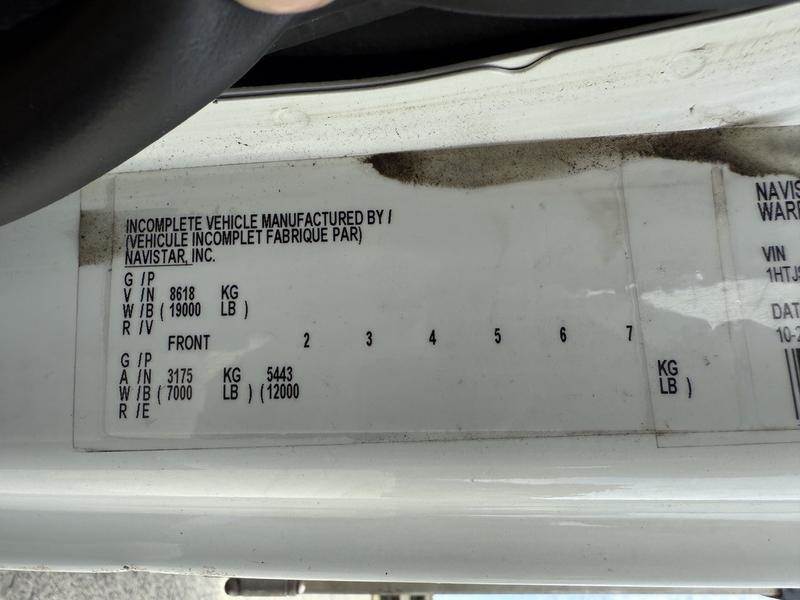 INCOMPLETE VEHICLE MANUFACTURED BY /
(VEHICULE INCOMPLET FABRIQUE PAR)
NAVISTAR, INC.
G /P
V /N 8618 KG
W /B ( 19000 LB )
R /V
FRONT 2 3 4 5 6 7
G /P
A /N 3175 KG 5443 KG
W /B ( 7000 LB ) ( 12000 LB )
R /E
NAVIS
WARR
VIN
1HTJS
DAT
10-2